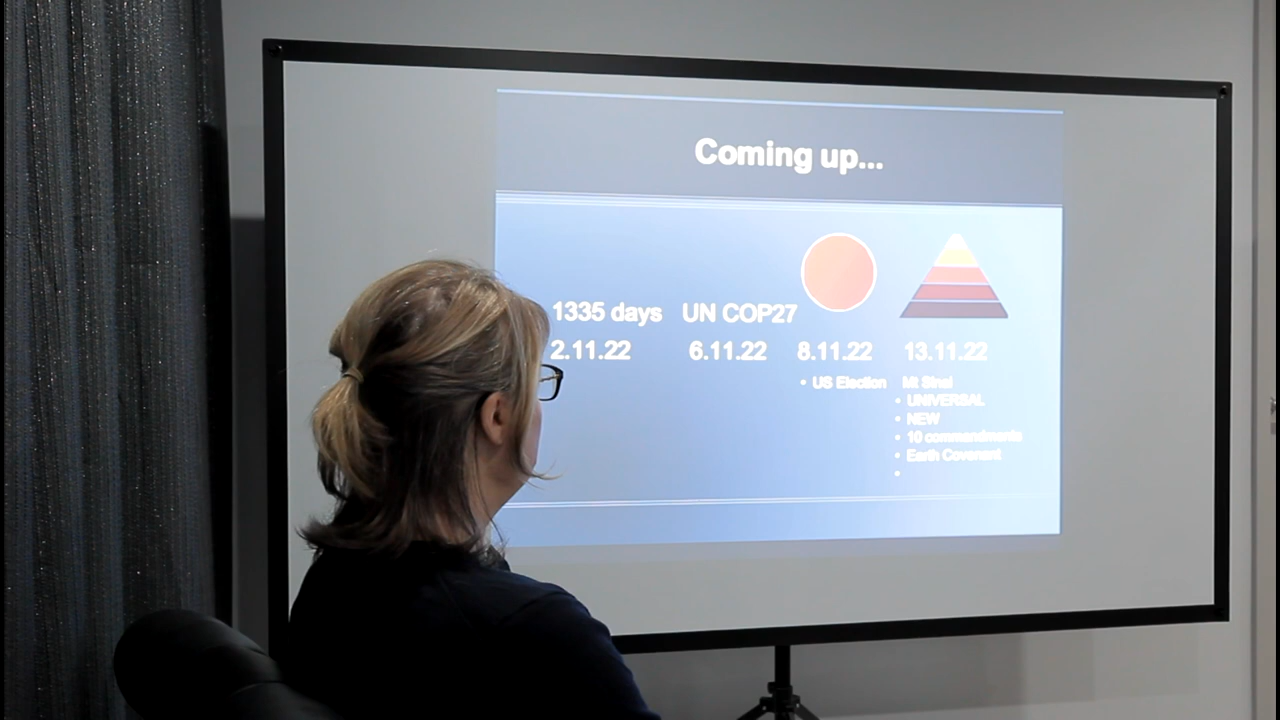 Coming up...
1335 days UN COP27
2.11.22 6.11.22 8.11.22 13.11.22
• US Election Mt Sinai
• UNIVERSAL
• NEW
• 10 commandments
• Earth Covenant
•